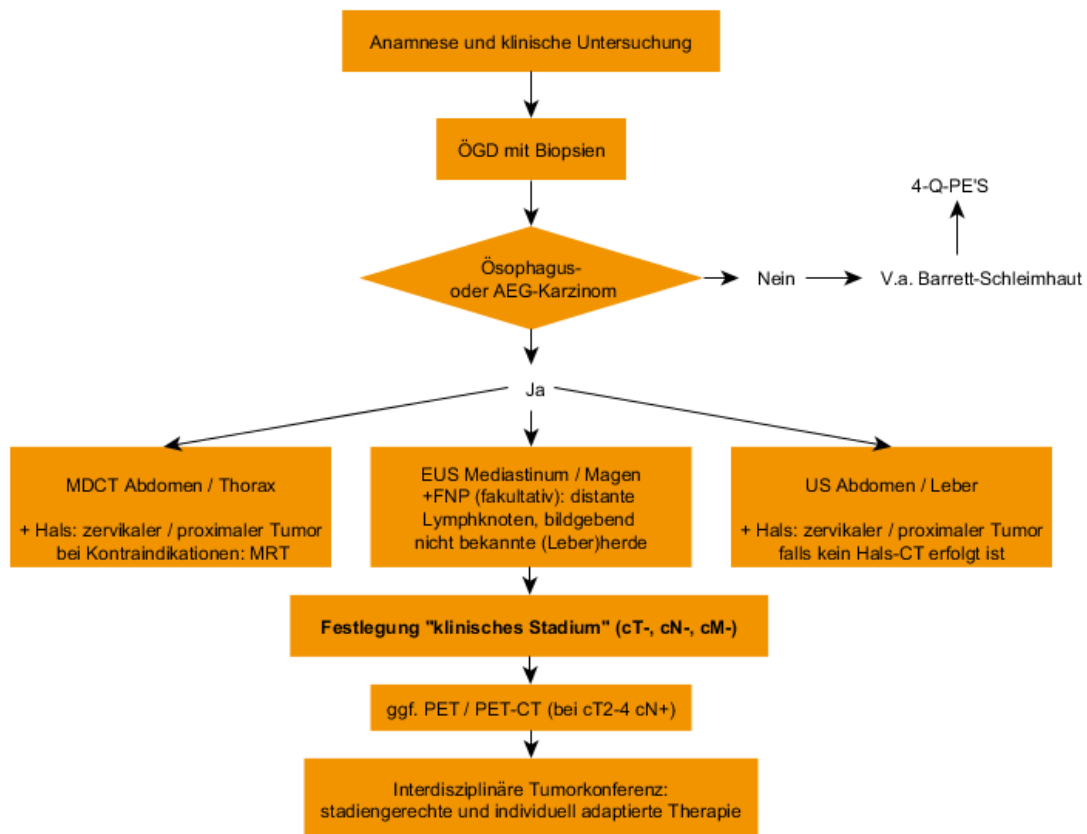 Anamnese und klinische Untersuchung
ÖGD mit Biopsien
4-Q-PE'S
Ösophagus-
oder AEG-Karzinom
Nein
V.a. Barrett-Schleimhaut
Ja
MDCT Abdomen / Thorax
+ Hals: zervikaler / proximaler Tumor
bei Kontraindikationen: MRT
EUS Mediastinum / Magen
+FNP (fakultativ): distante
Lymphknoten, bildgebend
nicht bekannte (Leber)herde
US Abdomen / Leber
+ Hals: zervikaler / proximaler Tumor
falls kein Hals-CT erfolgt ist
Festlegung "klinisches Stadium" (cT-, cN-, cM-)
ggf. PET / PET-CT (bei cT2-4 cN+)
Interdisziplinäre Tumorkonferenz:
stadiengerechte und individuell adaptierte Therapie